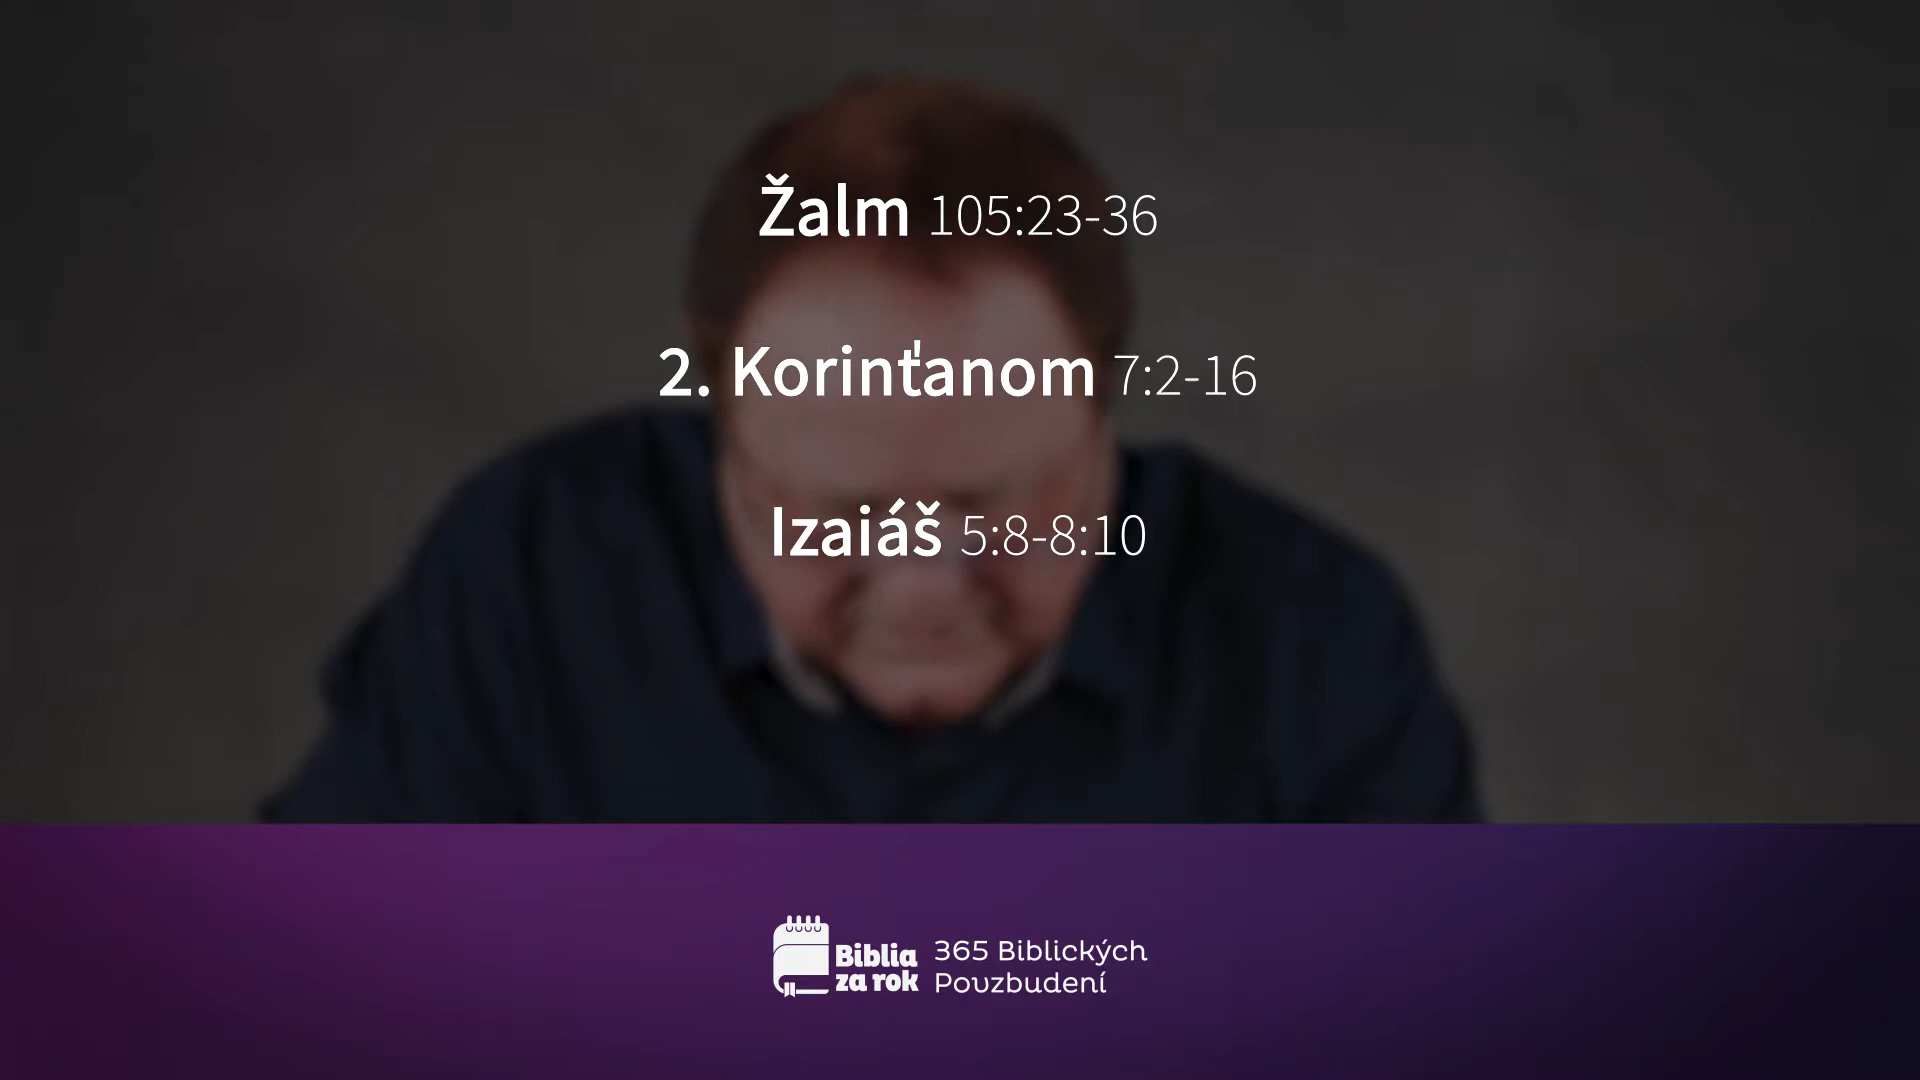 Žalm 105:23-36
2. Korinťanom 7:2-16
Izaiáš 5:8-8:10
Biblia
za rok
365 Biblických
Povzbudení